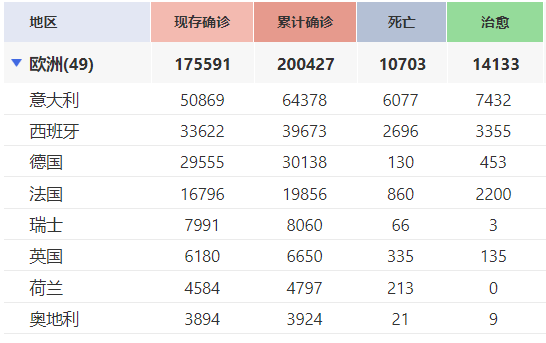 地区 现存确诊 累计确诊 死亡 治愈
欧洲(49) 175591 200427 10703 14133
意大利 50869 64378 6077 7432
西班牙 33622 39673 2696 3355
德国 29555 30138 130 453
法国 16796 19856 860 2200
瑞士 7991 8060 66 3
英国 6180 6650 335 135
荷兰 4584 4797 213 0
奥地利 3894 3924 21 9